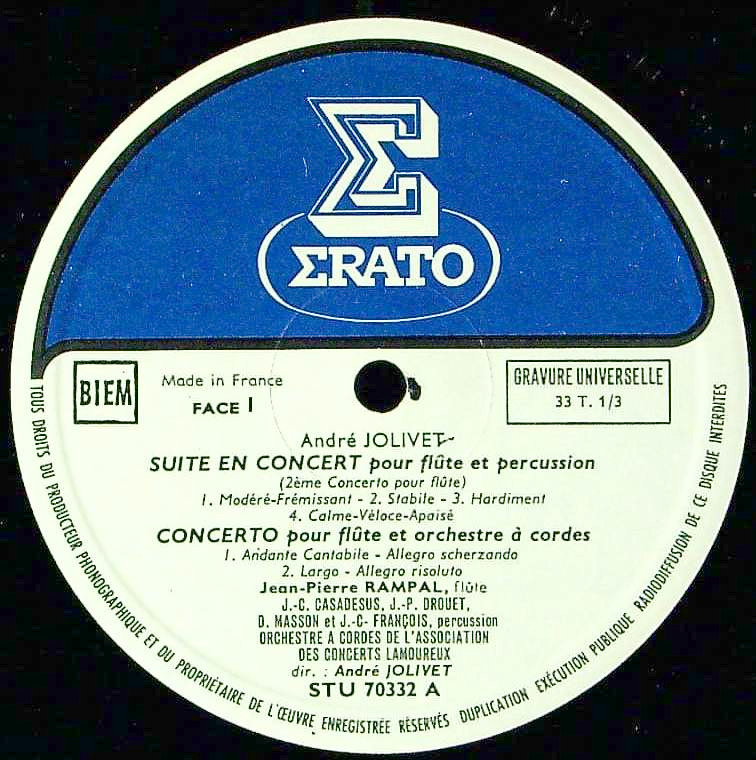 ΣRATO
BIEM
Made in France
FACE 1
GRAVURE UNIVERSELLE
33 T. 1/3
André JOLIVET
SUITE EN CONCERT pour flûte et percussion
(2ème Concerto pour flûte)
1. Modéré-Frémissant - 2. Stabile - 3. Hardiment
4. Calme-Véloce-Apaisé
CONCERTO pour flûte et orchestre à cordes
1. Andante Cantabile - Allegro scherzando
2. Largo - Allegro risoluto
Jean-Pierre RAMPAL, flûte
J.-C. CASADESUS, J.-P. DROUET,
D. MASSON et J.-C- FRANÇOIS, percussion
ORCHESTRE A CORDES DE L'ASSOCIATION
DES CONCERTS LAMOUREUX
dir. : André JOLIVET
STU 70332 A
TOUS DROITS DU PRODUCTEUR PHONOGRAPHIQUE ET DU PROPRIÉTAIRE DE L'ŒUVRE ENREGISTRÉE RÉSERVÉS DUPLICATION EXÉCUTION PUBLIQUE RADIODIFFUSION DE CE DISQUE INTERDITES